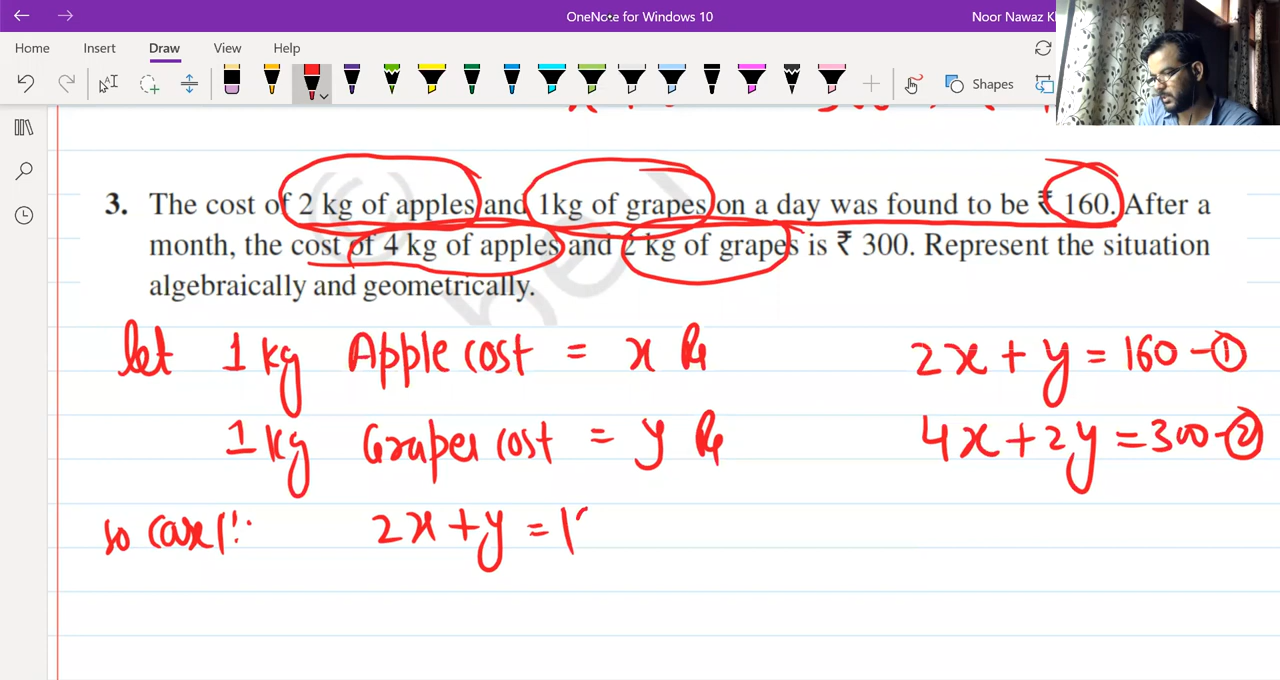 OneNote for Windows 10
Noor Nawaz
Home Insert Draw View Help
Shapes
3. The cost of 2 kg of apples and 1kg of grapes on a day was found to be ₹ 160. After a
month, the cost of 4 kg of apples and 2 kg of grapes is ₹ 300. Represent the situation
algebraically and geometrically.
let 1 kg Apple cost = x Rs
2x + y = 160 - ①
1 kg Grapes cost = y Rs
4x + 2y = 300 - ②
so case 1:
2x + y = 1